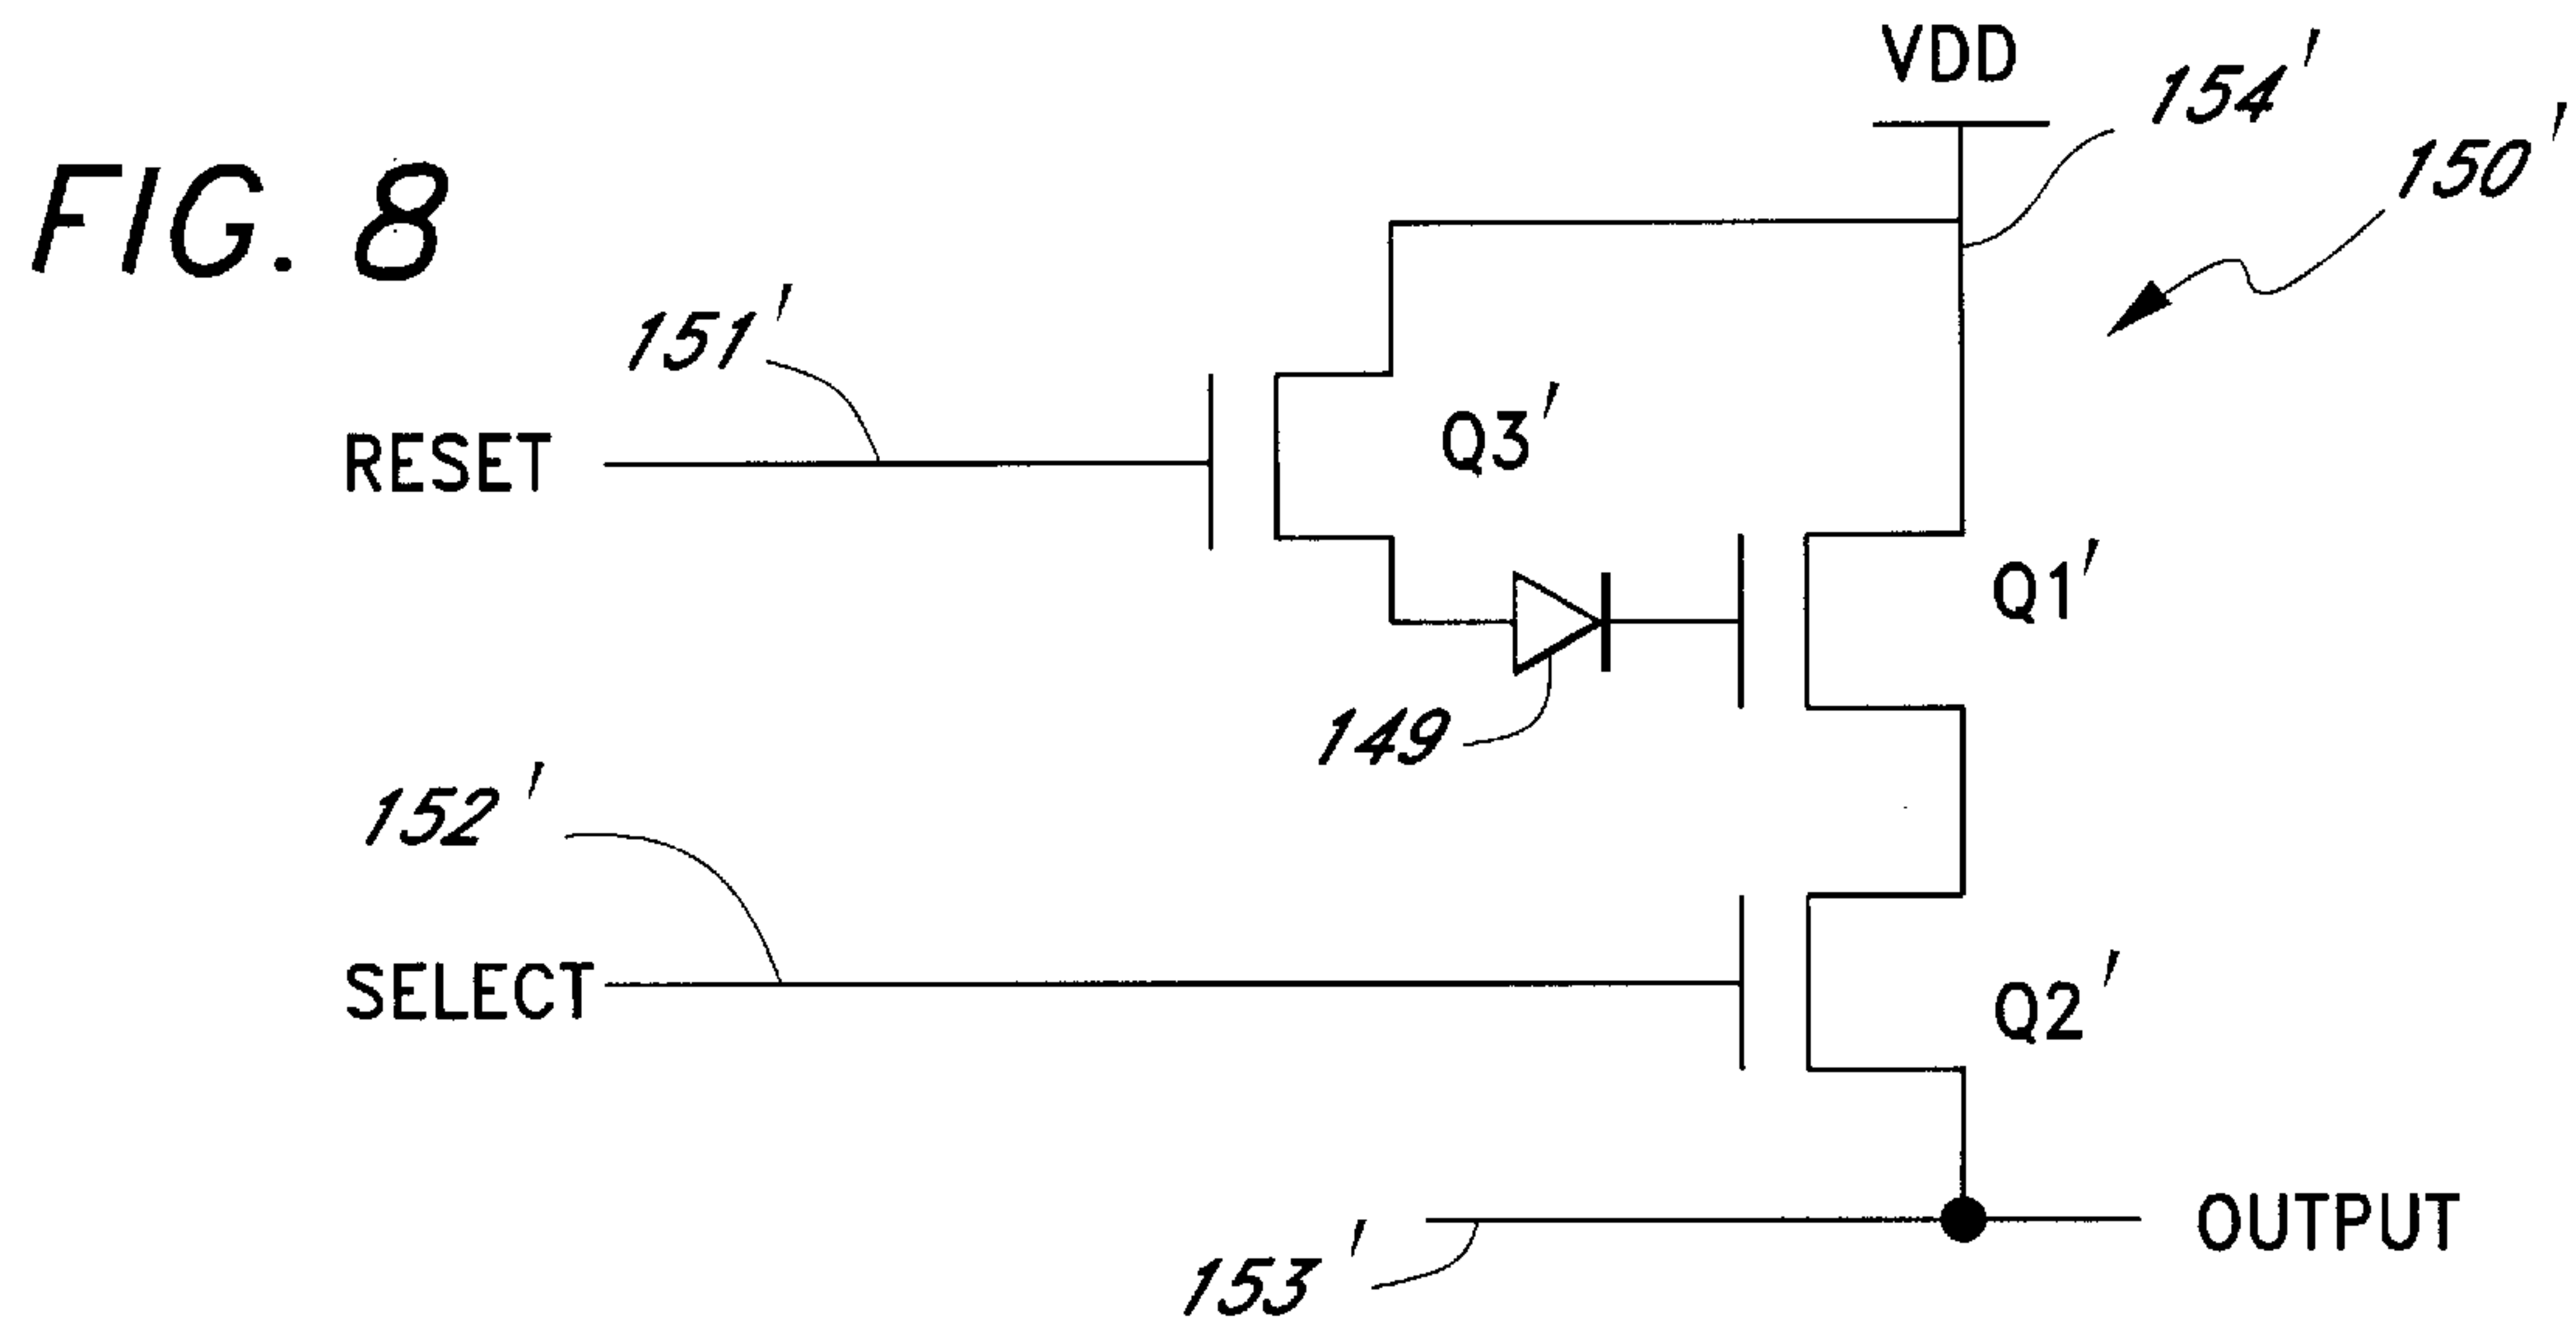 VDD
154'
150'
FIG. 8
151'
RESET
Q3'
Q1'
149
152'
SELECT
Q2'
OUTPUT
153'